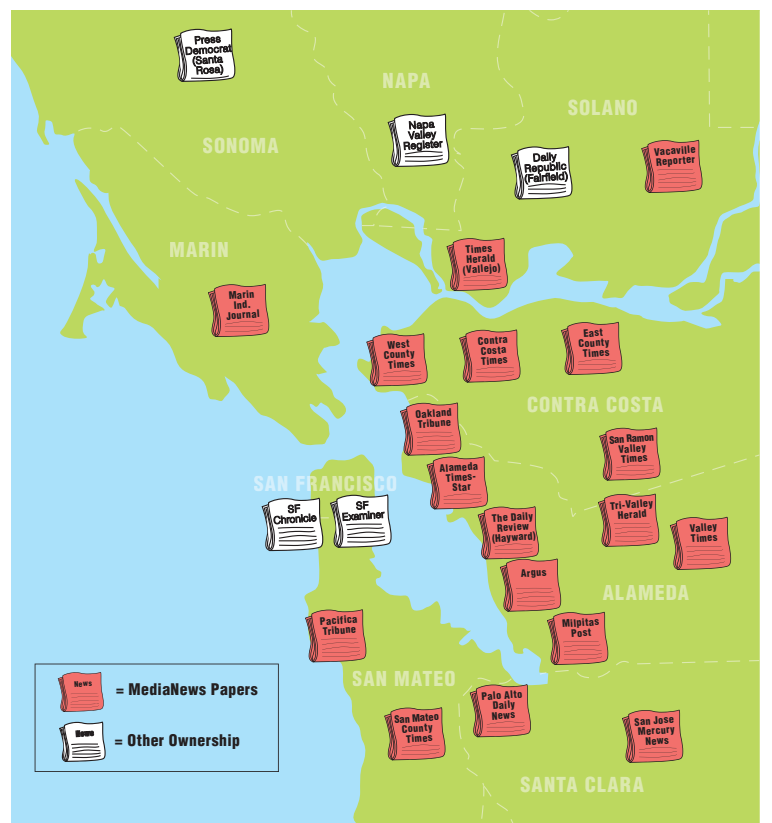 Press
Democrat
(Santa
Rosa)
NAPA
SOLANO
Napa
Valley
Register
SONOMA
Daily
Republic
(Fairfield)
Vacaville
Reporter
MARIN
Times
Herald
(Vallejo)
Marin
Ind.
Journal
West
County
Times
Contra
Costa
Times
East
County
Times
CONTRA COSTA
Oakland
Tribune
San Ramon
Valley
Times
Alameda
Times-
Star
SAN FRANCISCO
SF
Chronicle
SF
Examiner
The Daily
Review
(Hayward)
Tri-Valley
Herald
Valley
Times
Argus
ALAMEDA
Pacifica
Tribune
Milpitas
Post
SAN MATEO
News
= MediaNews Papers
News
= Other Ownership
San Mateo
County
Times
Palo Alto
Daily
News
San Jose
Mercury
News
SANTA CLARA